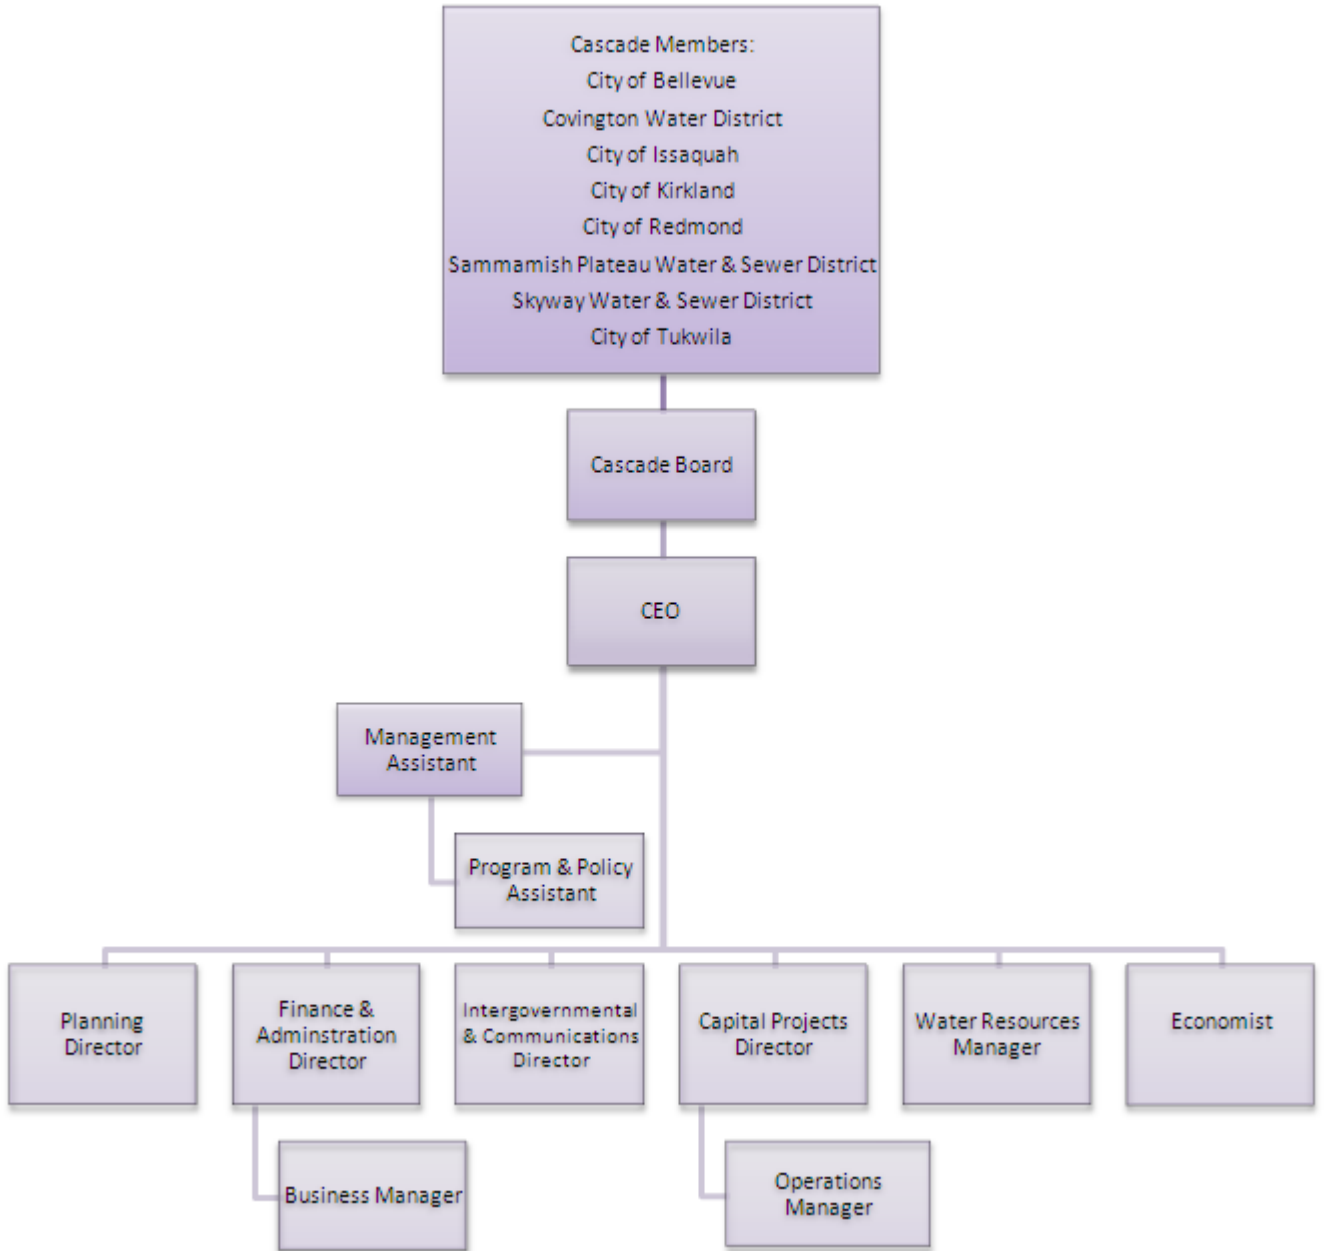 Cascade Members:
City of Bellevue
Covington Water District
City of Issaquah
City of Kirkland
City of Redmond
Sammamish Plateau Water & Sewer District
Skyway Water & Sewer District
City of Tukwila
Cascade Board
CEO
Management
Assistant
Program & Policy
Assistant
Planning
Director
Finance &
Adminstration
Director
Intergovernmental
& Communications
Director
Capital Projects
Director
Water Resources
Manager
Economist
Business Manager
Operations
Manager